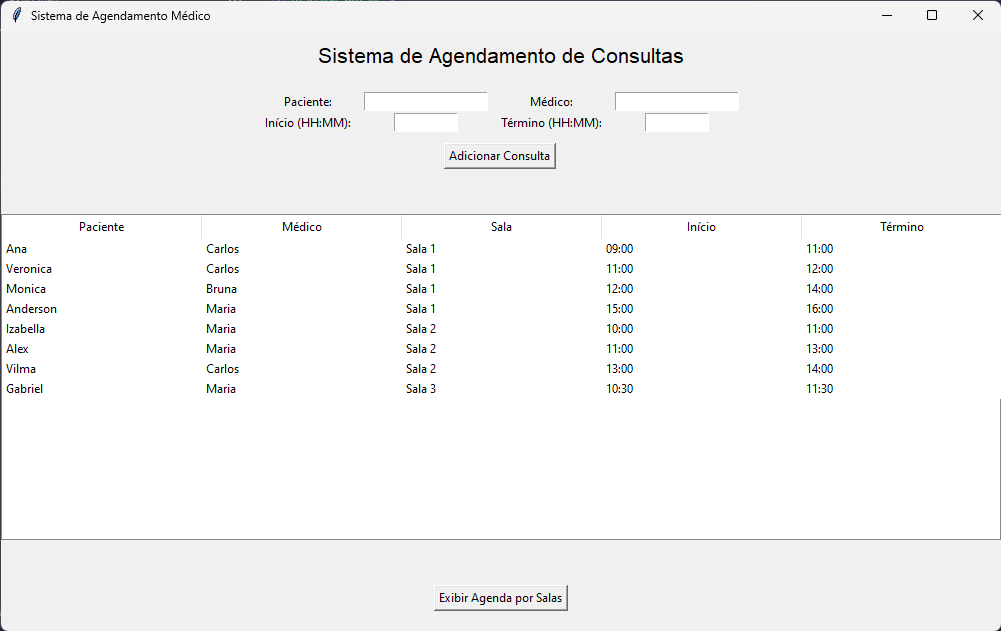 Sistema de Agendamento Médico
Sistema de Agendamento de Consultas
Paciente: Médico:
Início (HH:MM): Término (HH:MM):
Adicionar Consulta
Paciente Médico Sala Início Término
Ana Carlos Sala 1 09:00 11:00
Veronica Carlos Sala 1 11:00 12:00
Monica Bruna Sala 1 12:00 14:00
Anderson Maria Sala 1 15:00 16:00
Izabella Maria Sala 2 10:00 11:00
Alex Maria Sala 2 11:00 13:00
Vilma Carlos Sala 2 13:00 14:00
Gabriel Maria Sala 3 10:30 11:30
Exibir Agenda por Salas